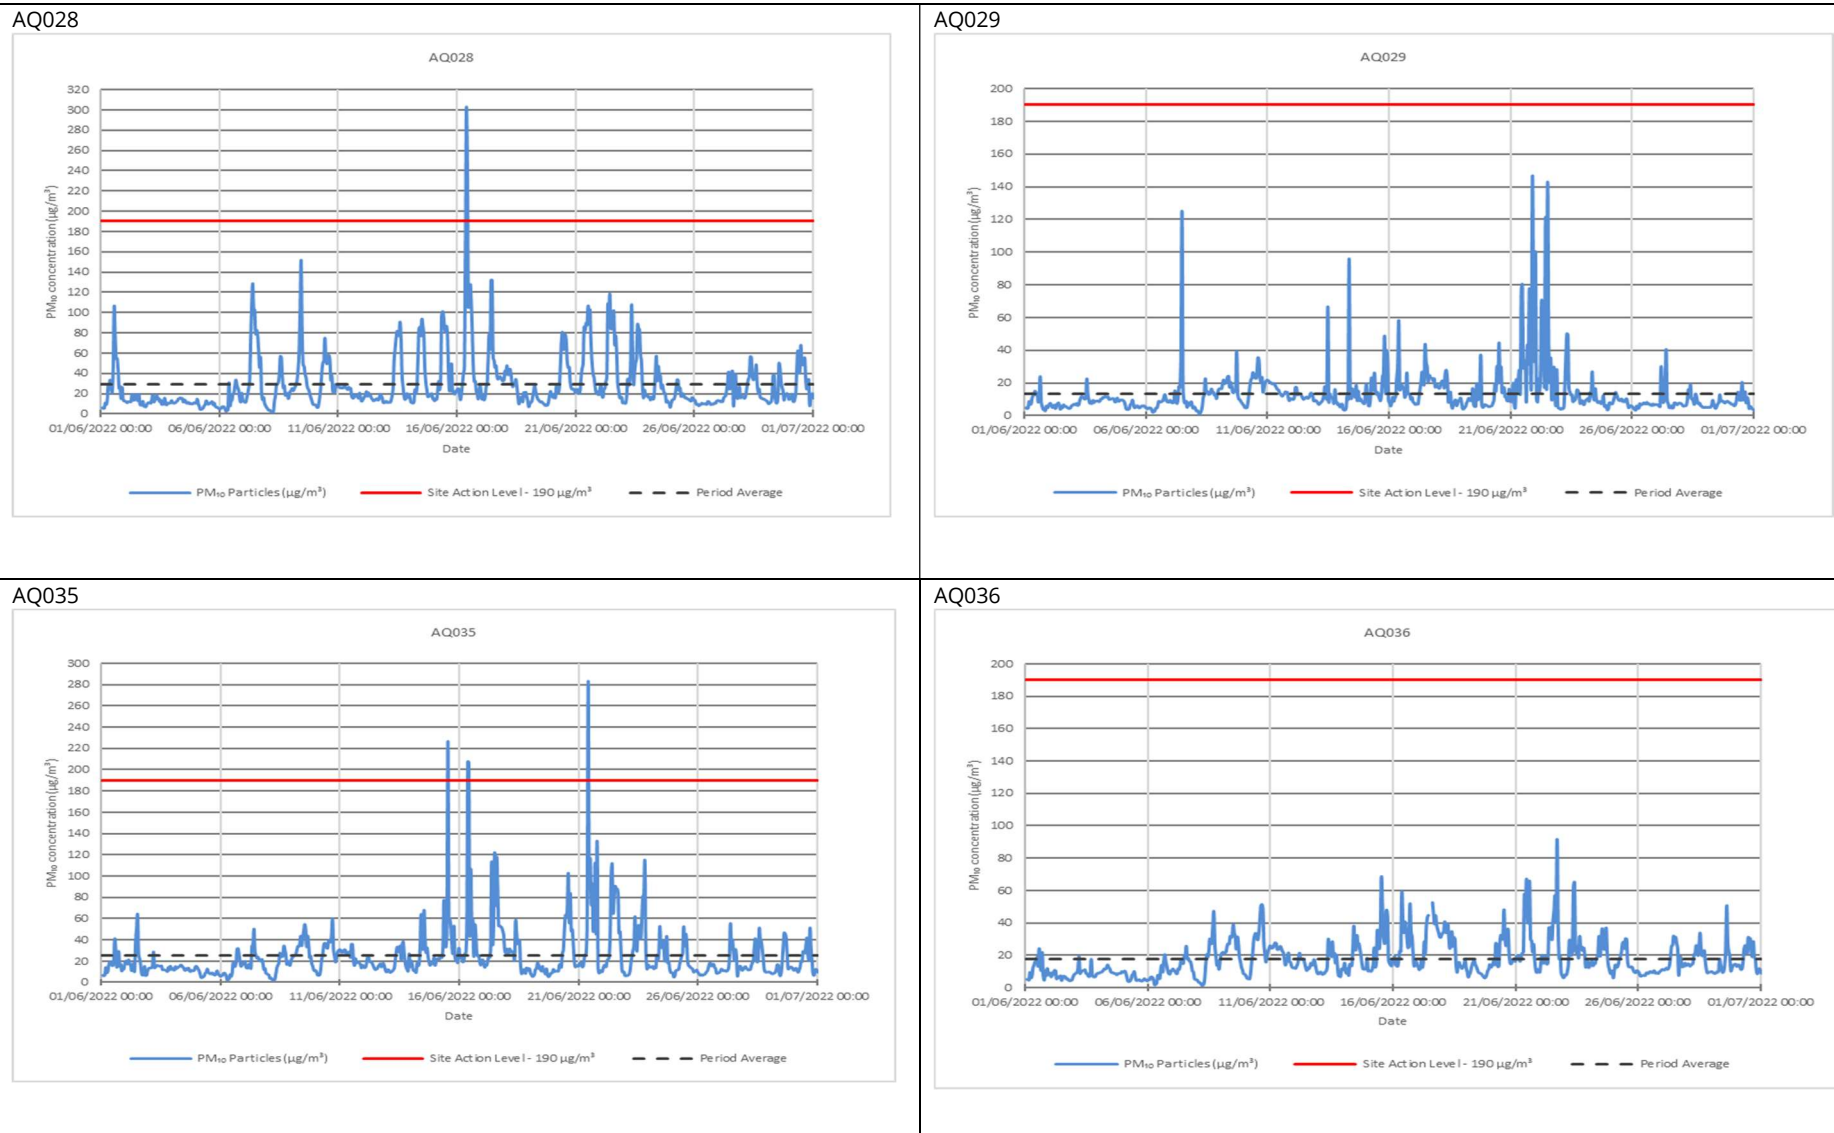 AQ028
AQ028
320
300
280
260
240
220
200
180
160
140
120
100
80
60
40
20
0
PM₁₀ concentration (µg/m³)
01/06/2022 00:00 06/06/2022 00:00 11/06/2022 00:00 16/06/2022 00:00 21/06/2022 00:00 26/06/2022 00:00 01/07/2022 00:00
Date
PM₁₀ Particles (µg/m³) Site Action Level - 190 µg/m³ Period Average
AQ029
AQ029
200
180
160
140
120
100
80
60
40
20
0
PM₁₀ concentration (µg/m³)
01/06/2022 00:00 06/06/2022 00:00 11/06/2022 00:00 16/06/2022 00:00 21/06/2022 00:00 26/06/2022 00:00 01/07/2022 00:00
Date
PM₁₀ Particles (µg/m³) Site Action Level - 190 µg/m³ Period Average
AQ035
AQ035
300
280
260
240
220
200
180
160
140
120
100
80
60
40
20
0
PM₁₀ concentration (µg/m³)
01/06/2022 00:00 06/06/2022 00:00 11/06/2022 00:00 16/06/2022 00:00 21/06/2022 00:00 26/06/2022 00:00 01/07/2022 00:00
Date
PM₁₀ Particles (µg/m³) Site Action Level - 190 µg/m³ Period Average
AQ036
AQ036
200
180
160
140
120
100
80
60
40
20
0
PM₁₀ concentration (µg/m³)
01/06/2022 00:00 06/06/2022 00:00 11/06/2022 00:00 16/06/2022 00:00 21/06/2022 00:00 26/06/2022 00:00 01/07/2022 00:00
Date
PM₁₀ Particles (µg/m³) Site Action Level - 190 µg/m³ Period Average